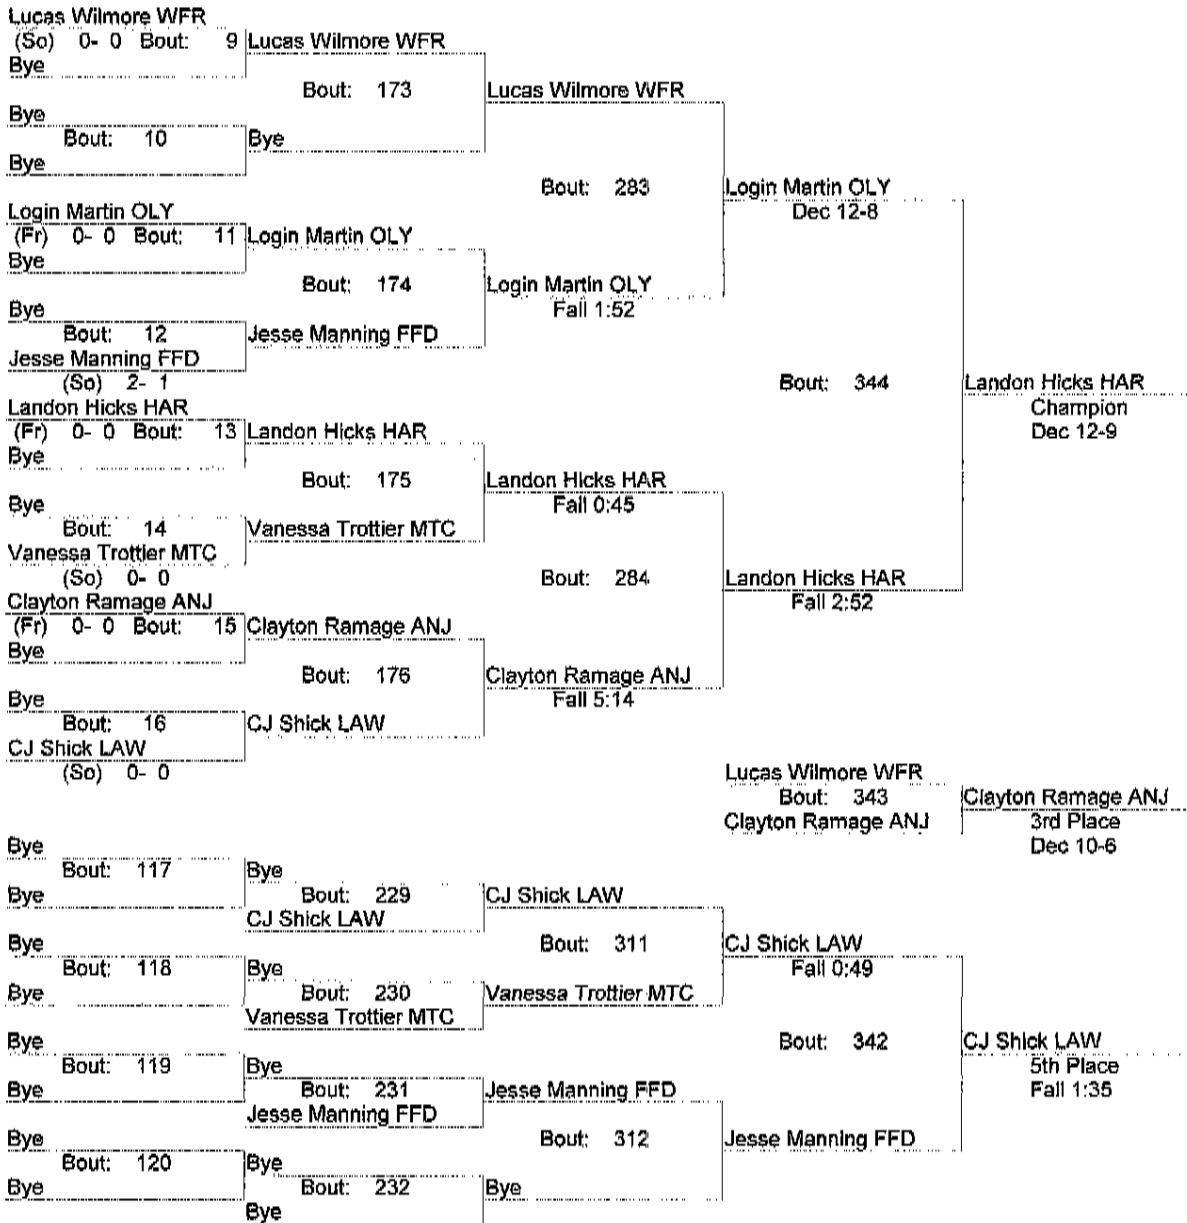 Lucas Wilmore WFR
(So) 0- 0 Bout: 9 Lucas Wilmore WFR
Bye
Bout: 173 Lucas Wilmore WFR
Bye
Bout: 10 Bye
Bye
Bout: 283 Login Martin OLY
Dec 12-8
Login Martin OLY
(Fr) 0- 0 Bout: 11 Login Martin OLY
Bye
Bout: 174 Login Martin OLY
Fall 1:52
Bye
Bout: 12 Jesse Manning FFD
Jesse Manning FFD
(So) 2- 1
Bout: 344 Landon Hicks HAR
Champion
Dec 12-9
Landon Hicks HAR
(Fr) 0- 0 Bout: 13 Landon Hicks HAR
Bye
Bout: 175 Landon Hicks HAR
Fall 0:45
Bye
Bout: 14 Vanessa Trottier MTC
Vanessa Trottier MTC
(So) 0- 0
Bout: 284 Landon Hicks HAR
Fall 2:52
Clayton Ramage ANJ
(Fr) 0- 0 Bout: 15 Clayton Ramage ANJ
Bye
Bout: 176 Clayton Ramage ANJ
Fall 5:14
Bye
Bout: 16 CJ Shick LAW
CJ Shick LAW
(So) 0- 0
Lucas Wilmore WFR
Bout: 343 Clayton Ramage ANJ
Clayton Ramage ANJ 3rd Place
Dec 10-6
Bye
Bout: 117 Bye
Bye Bout: 229 CJ Shick LAW
CJ Shick LAW
Bye Bout: 311 CJ Shick LAW
Bout: 118 Bye Fall 0:49
Bye Bout: 230 Vanessa Trottier MTC
Vanessa Trottier MTC
Bye Bout: 342 CJ Shick LAW
Bout: 119 Bye 5th Place
Bye Bout: 231 Jesse Manning FFD Fall 1:35
Jesse Manning FFD
Bye Bout: 312 Jesse Manning FFD
Bout: 120 Bye
Bye Bout: 232 Bye
Bye